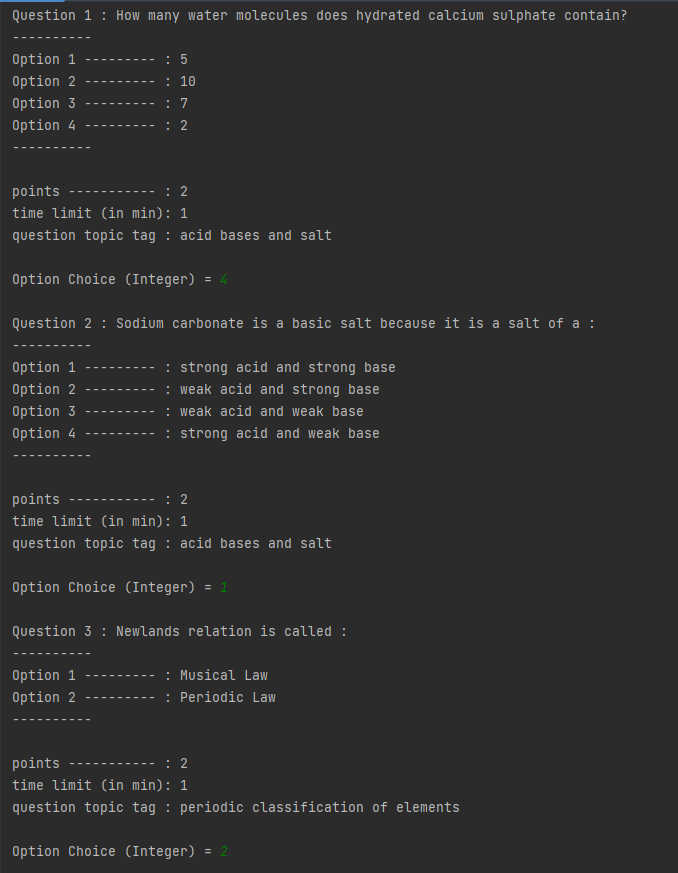 Question 1 : How many water molecules does hydrated calcium sulphate contain?
----------
Option 1 --------- : 5
Option 2 --------- : 10
Option 3 --------- : 7
Option 4 --------- : 2
----------
points ----------- : 2
time limit (in min): 1
question topic tag : acid bases and salt
Option Choice (Integer) = 4
Question 2 : Sodium carbonate is a basic salt because it is a salt of a :
----------
Option 1 --------- : strong acid and strong base
Option 2 --------- : weak acid and strong base
Option 3 --------- : weak acid and weak base
Option 4 --------- : strong acid and weak base
----------
points ----------- : 2
time limit (in min): 1
question topic tag : acid bases and salt
Option Choice (Integer) = 1
Question 3 : Newlands relation is called :
----------
Option 1 --------- : Musical Law
Option 2 --------- : Periodic Law
----------
points ----------- : 2
time limit (in min): 1
question topic tag : periodic classification of elements
Option Choice (Integer) = 2